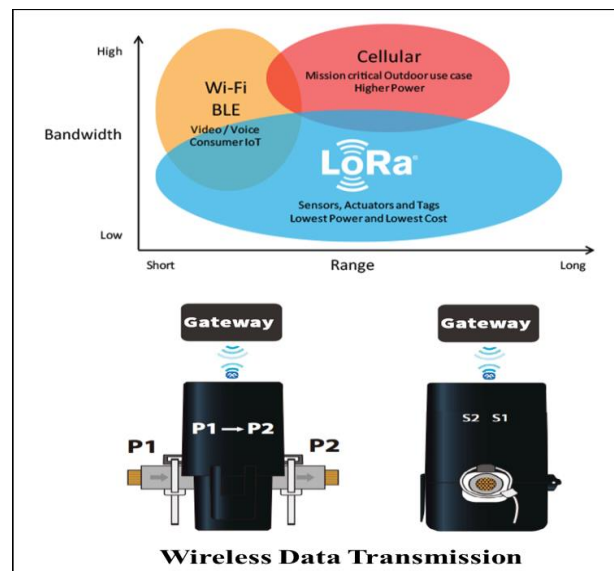 High
Bandwidth
Low
Wi-Fi
BLE
Video / Voice
Consumer IoT
Cellular
Mission critical Outdoor use case
Higher Power
LoRa®
Sensors, Actuators and Tags
Lowest Power and Lowest Cost
Short
Range
Long
Gateway
Gateway
P1
P1 → P2
P2
S2 S1
Wireless Data Transmission